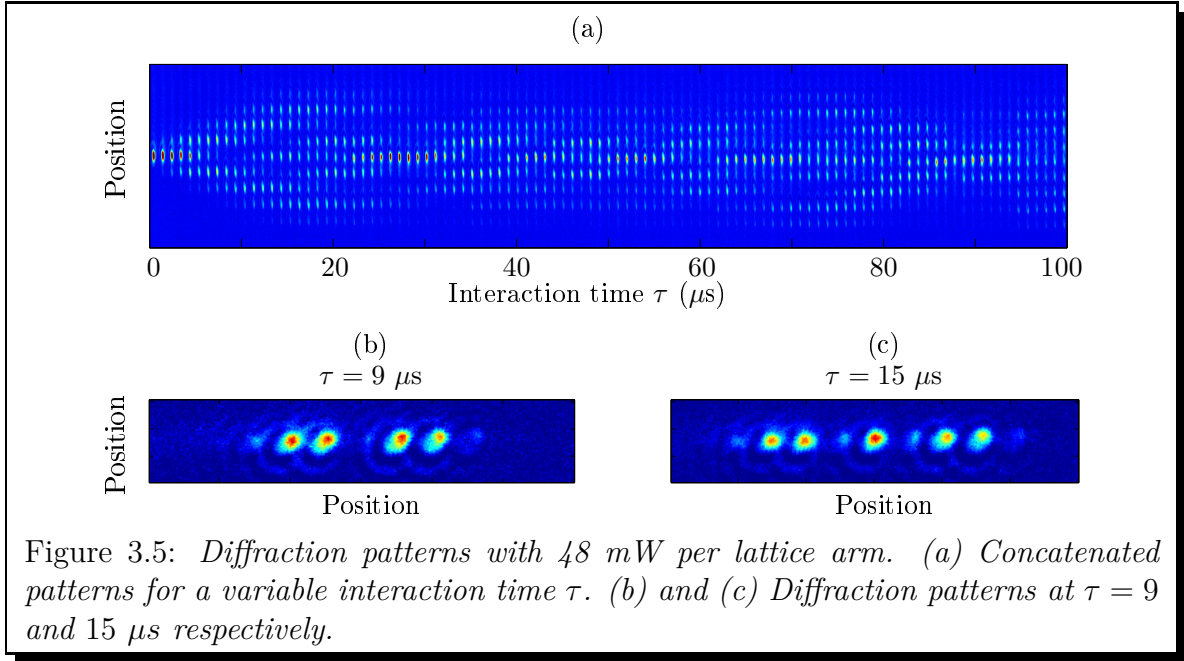 (a)
Position
0 20 40 60 80 100
Interaction time τ (μs)
(b)
τ = 9 μs
(c)
τ = 15 μs
Position
Position
Position
Figure 3.5: Diffraction patterns with 48 mW per lattice arm. (a) Concatenated
patterns for a variable interaction time τ. (b) and (c) Diffraction patterns at τ = 9
and 15 μs respectively.